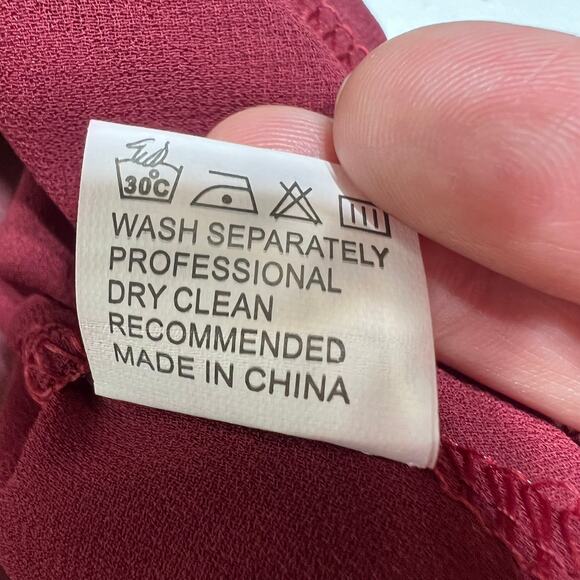 30°C
WASH SEPARATELY
PROFESSIONAL
DRY CLEAN
RECOMMENDED
MADE IN CHINA